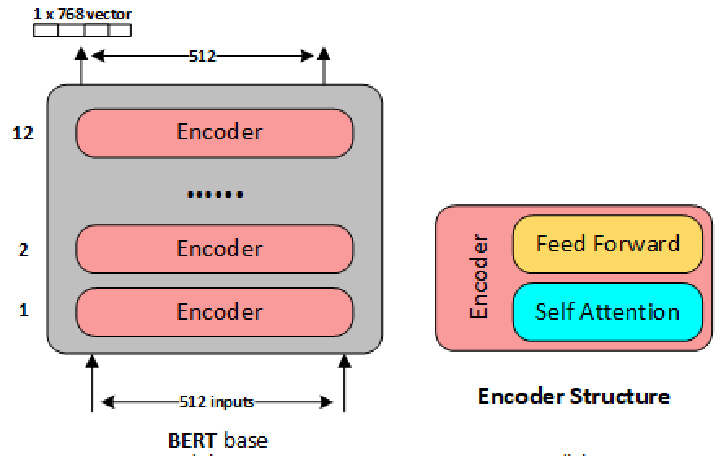 1 x 768 vector
512
12
Encoder
••••••
2
Encoder
1
Encoder
512 inputs
BERT base
Encoder
Feed Forward
Self Attention
Encoder Structure